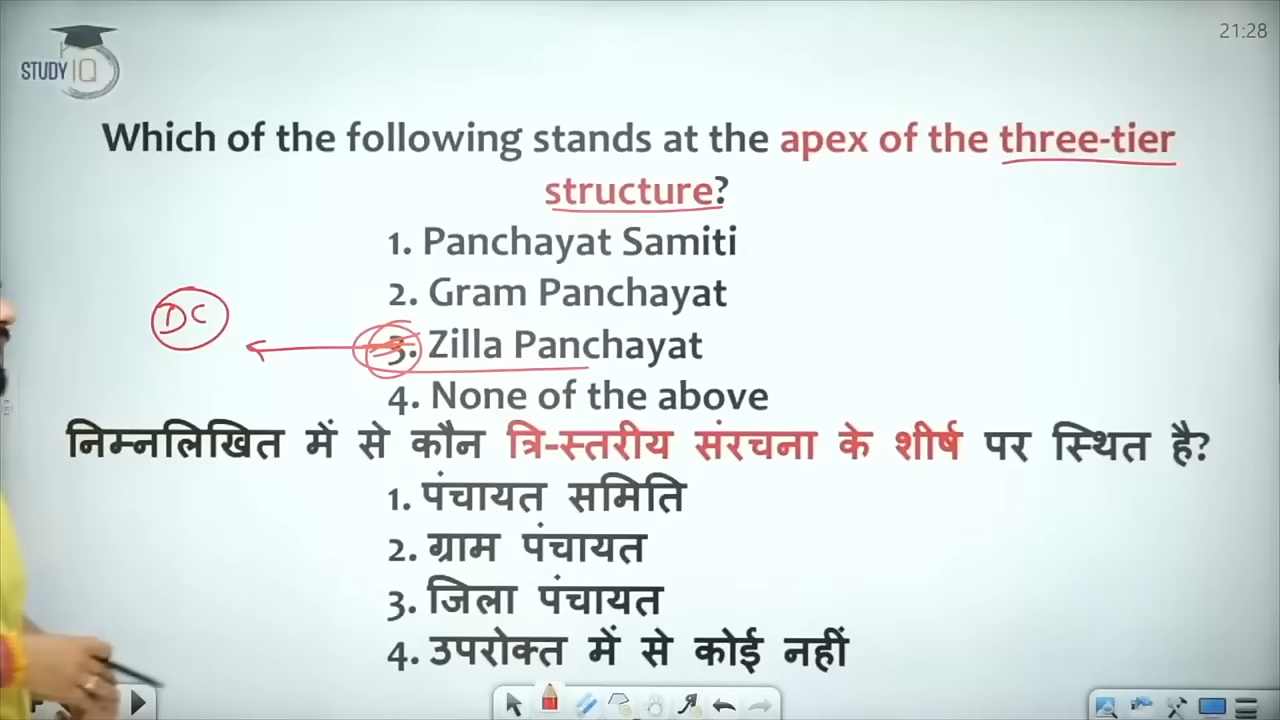 STUDY IQ
21:28
Which of the following stands at the apex of the three-tier
structure?
1. Panchayat Samiti
2. Gram Panchayat
DC
3. Zilla Panchayat
4. None of the above
निम्नलिखित में से कौन त्रि-स्तरीय संरचना के शीर्ष पर स्थित है?
1. पंचायत समिति
2. ग्राम पंचायत
3. जिला पंचायत
4. उपरोक्त में से कोई नहीं